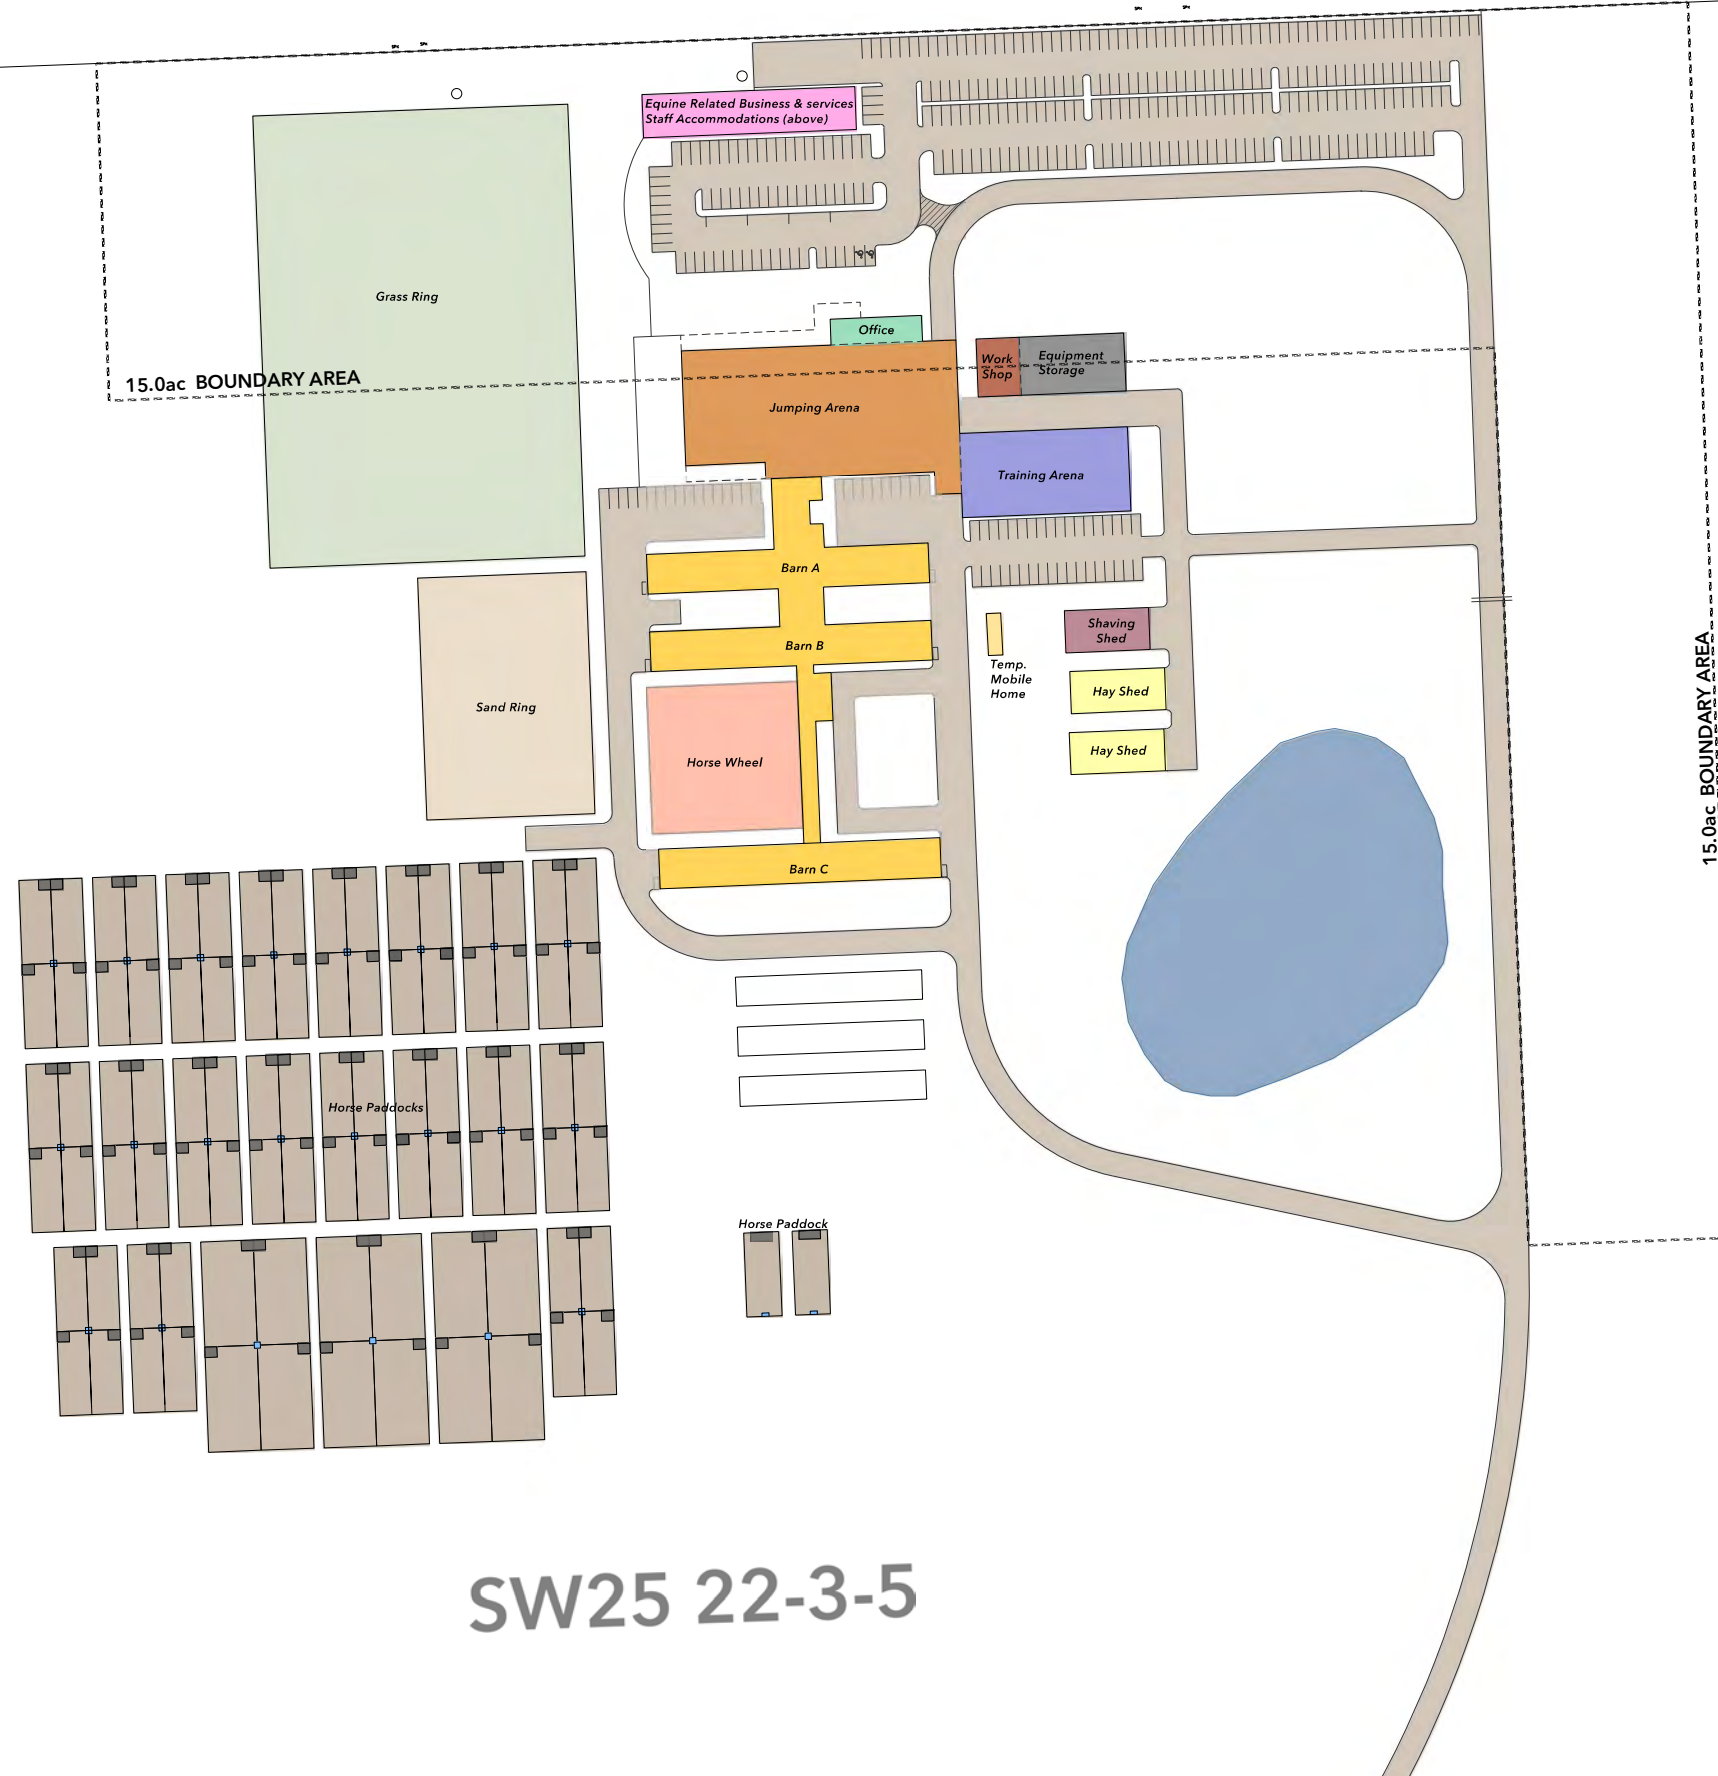 Equine Related Business & services
Staff Accommodations (above)
Grass Ring
Office
Work
Shop
Equipment
Storage
15.0ac BOUNDARY AREA
Jumping Arena
Training Arena
Barn A
Shaving
Shed
Barn B
Temp.
Mobile
Home
Hay Shed
Sand Ring
Hay Shed
Horse Wheel
15.0ac BOUNDARY AREA
Barn C
Horse Paddocks
Horse Paddock
SW25 22-3-5